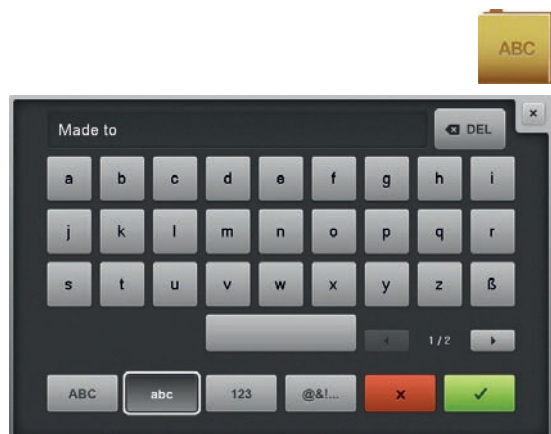 ABC
Made to DEL
a b c d e f g h i
j k l m n o p q r
s t u v w x y z ß
1/2
ABC abc 123 @&!... x